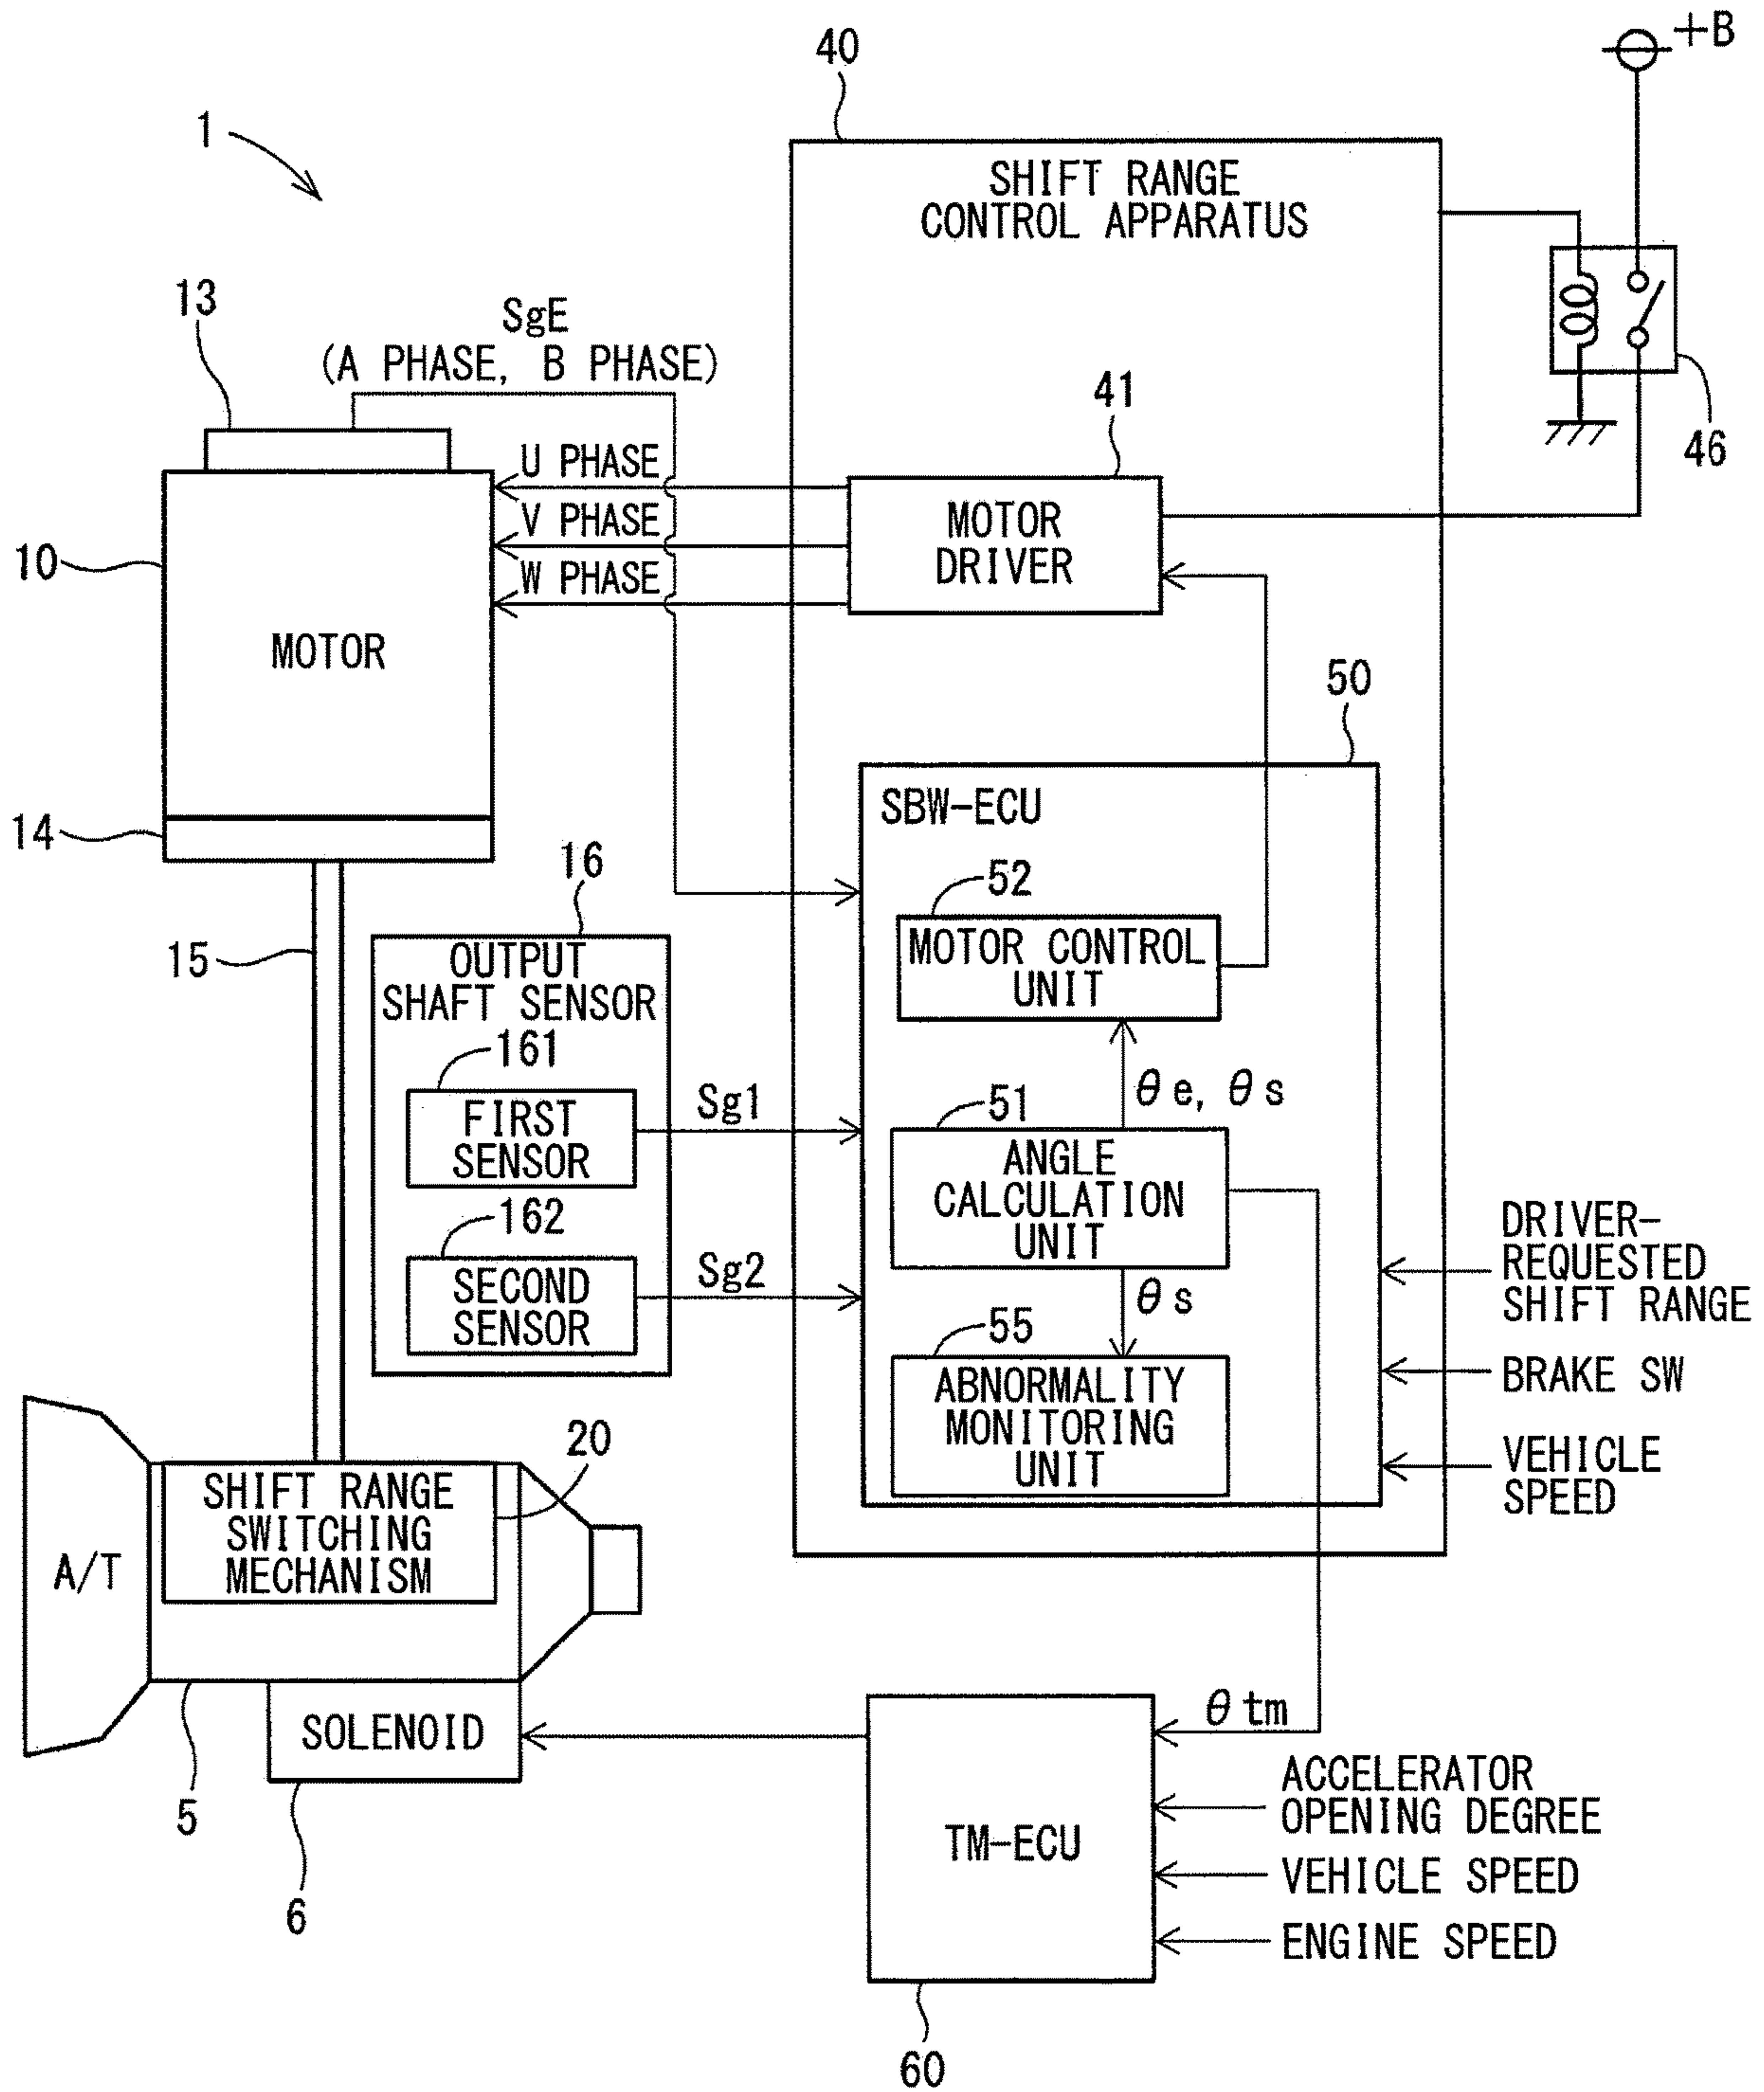 40
+B
1
SHIFT RANGE
CONTROL APPARATUS
13
SgE
(A PHASE, B PHASE)
41
46
U PHASE
V PHASE
W PHASE
MOTOR
DRIVER
10
MOTOR
50
14
SBW-ECU
16
52
15
OUTPUT
SHAFT SENSOR
MOTOR CONTROL
UNIT
161
FIRST
SENSOR
Sg1
θe, θs
51
ANGLE
CALCULATION
UNIT
162
SECOND
SENSOR
Sg2
θs
DRIVER-
REQUESTED
SHIFT RANGE
55
ABNORMALITY
MONITORING
UNIT
BRAKE SW
VEHICLE
SPEED
20
SHIFT RANGE
SWITCHING
MECHANISM
A/T
5
SOLENOID
6
θtm
TM-ECU
ACCELERATOR
OPENING DEGREE
VEHICLE SPEED
ENGINE SPEED
60